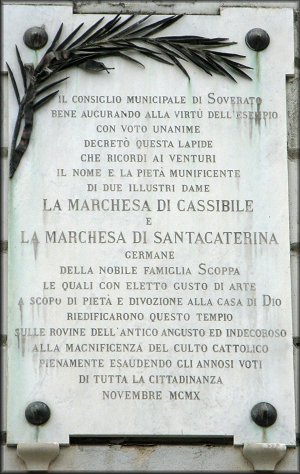 IL CONSIGLIO MUNICIPALE DI SOVERATO
BENE AUGURANDO ALLA VIRTÚ DELL'ESEMPIO
CON VOTO UNANIME
DECRETÒ QUESTA LAPIDE
CHE RICORDI AI VENTURI
IL NOME E LA PIETÀ MUNIFICENTE
DI DUE ILLUSTRI DAME
LA MARCHESA DI CASSIBILE
E
LA MARCHESA DI SANTACATERINA
GERMANE
DELLA NOBILE FAMIGLIA SCOPPA
LE QUALI CON ELETTO GUSTO DI ARTE
A SCOPO DI PIETÀ E DIVOZIONE ALLA CASA DI DIO
RIEDIFICARONO QUESTO TEMPIO
SULLE ROVINE DELL'ANTICO ANGUSTO ED INDECOROSO
ALLA MAGNIFICENZA DEL CULTO CATTOLICO
PIENAMENTE ESAUDENDO GLI ANNOSI VOTI
DI TUTTA LA CITTADINANZA
NOVEMBRE MCMX